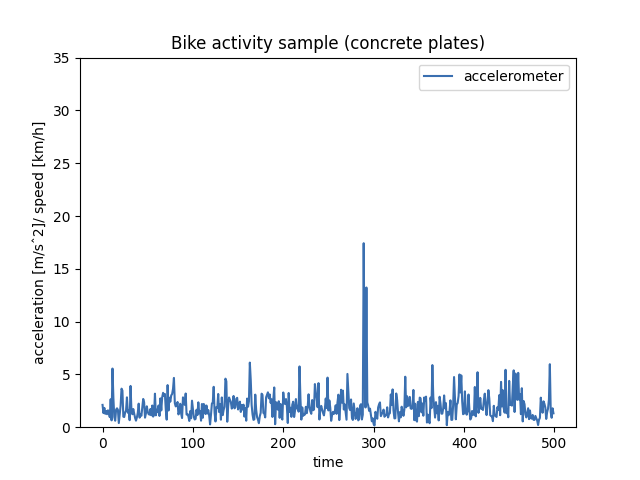 Bike activity sample (concrete plates)
accelerometer
35
30
25
20
15
10
5
0
acceleration [m/s^2]/ speed [km/h]
0 100 200 300 400 500
time